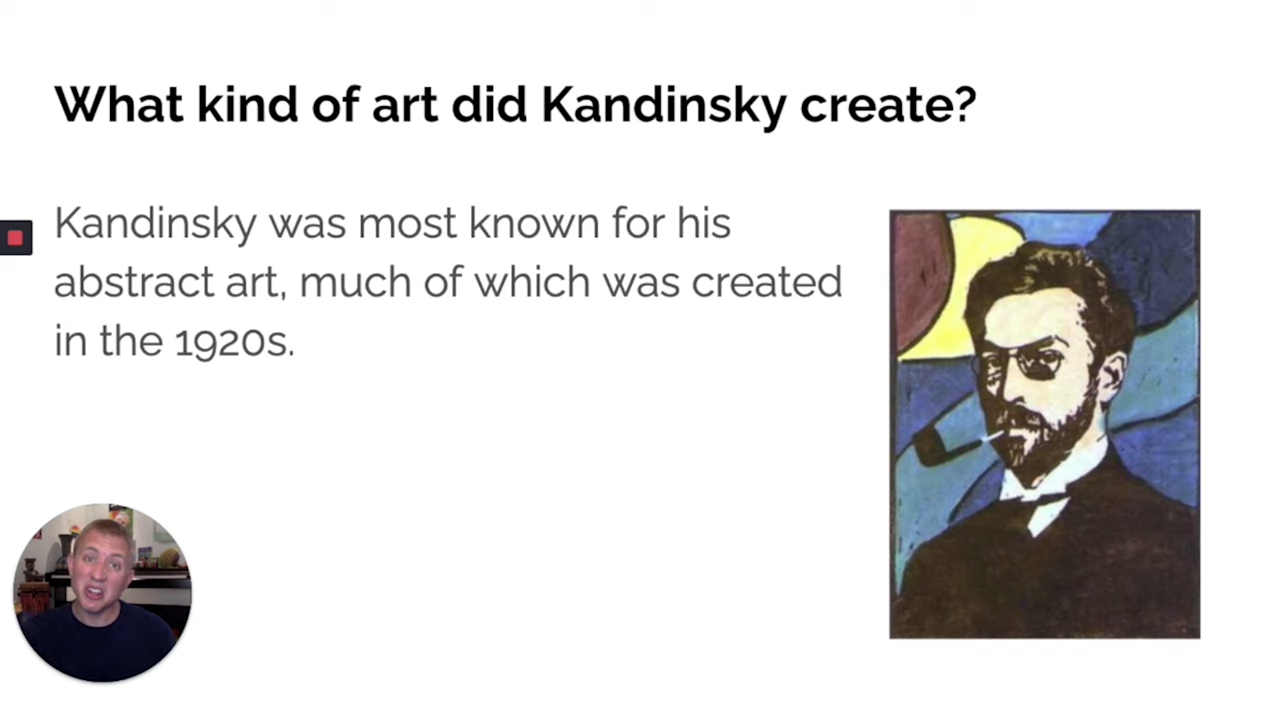 What kind of art did Kandinsky create?
Kandinsky was most known for his
abstract art, much of which was created
in the 1920s.